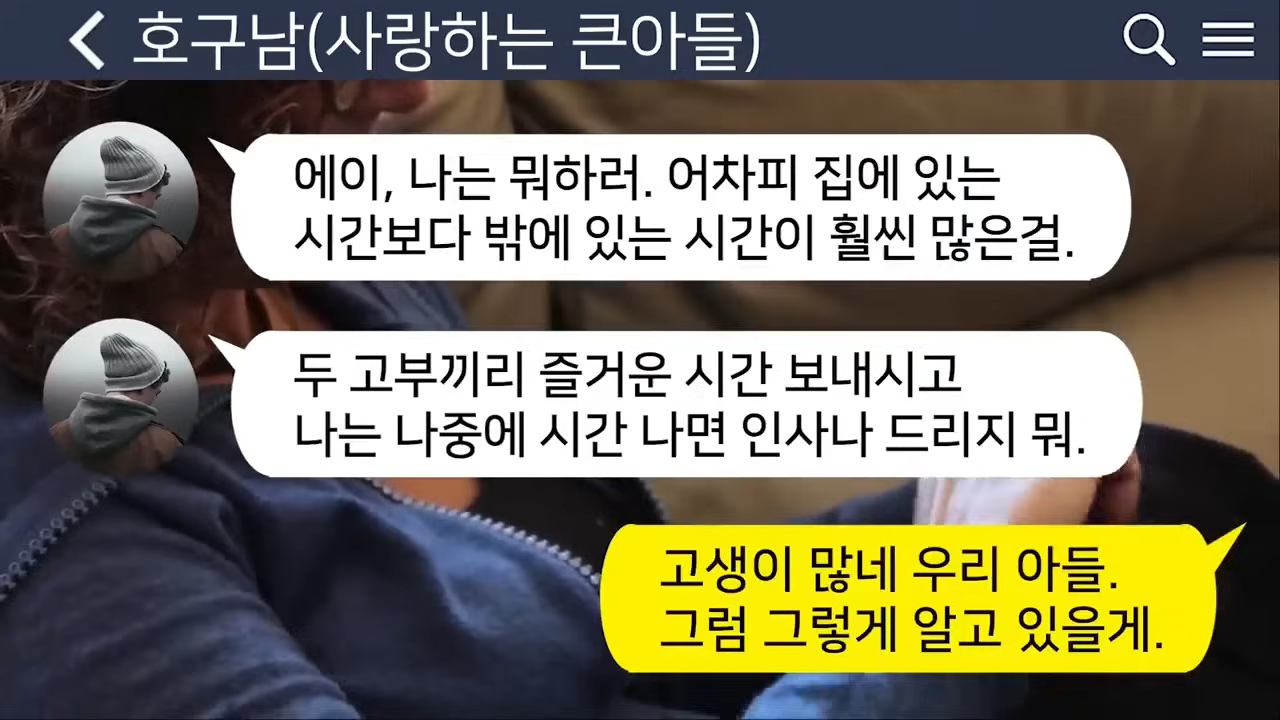 호구남(사랑하는 큰아들)
에이, 나는 뭐하러. 어차피 집에 있는
시간보다 밖에 있는 시간이 훨씬 많은걸.
두 고부끼리 즐거운 시간 보내시고
나는 나중에 시간 나면 인사나 드리지 뭐.
고생이 많네 우리 아들.
그럼 그렇게 알고 있을게.